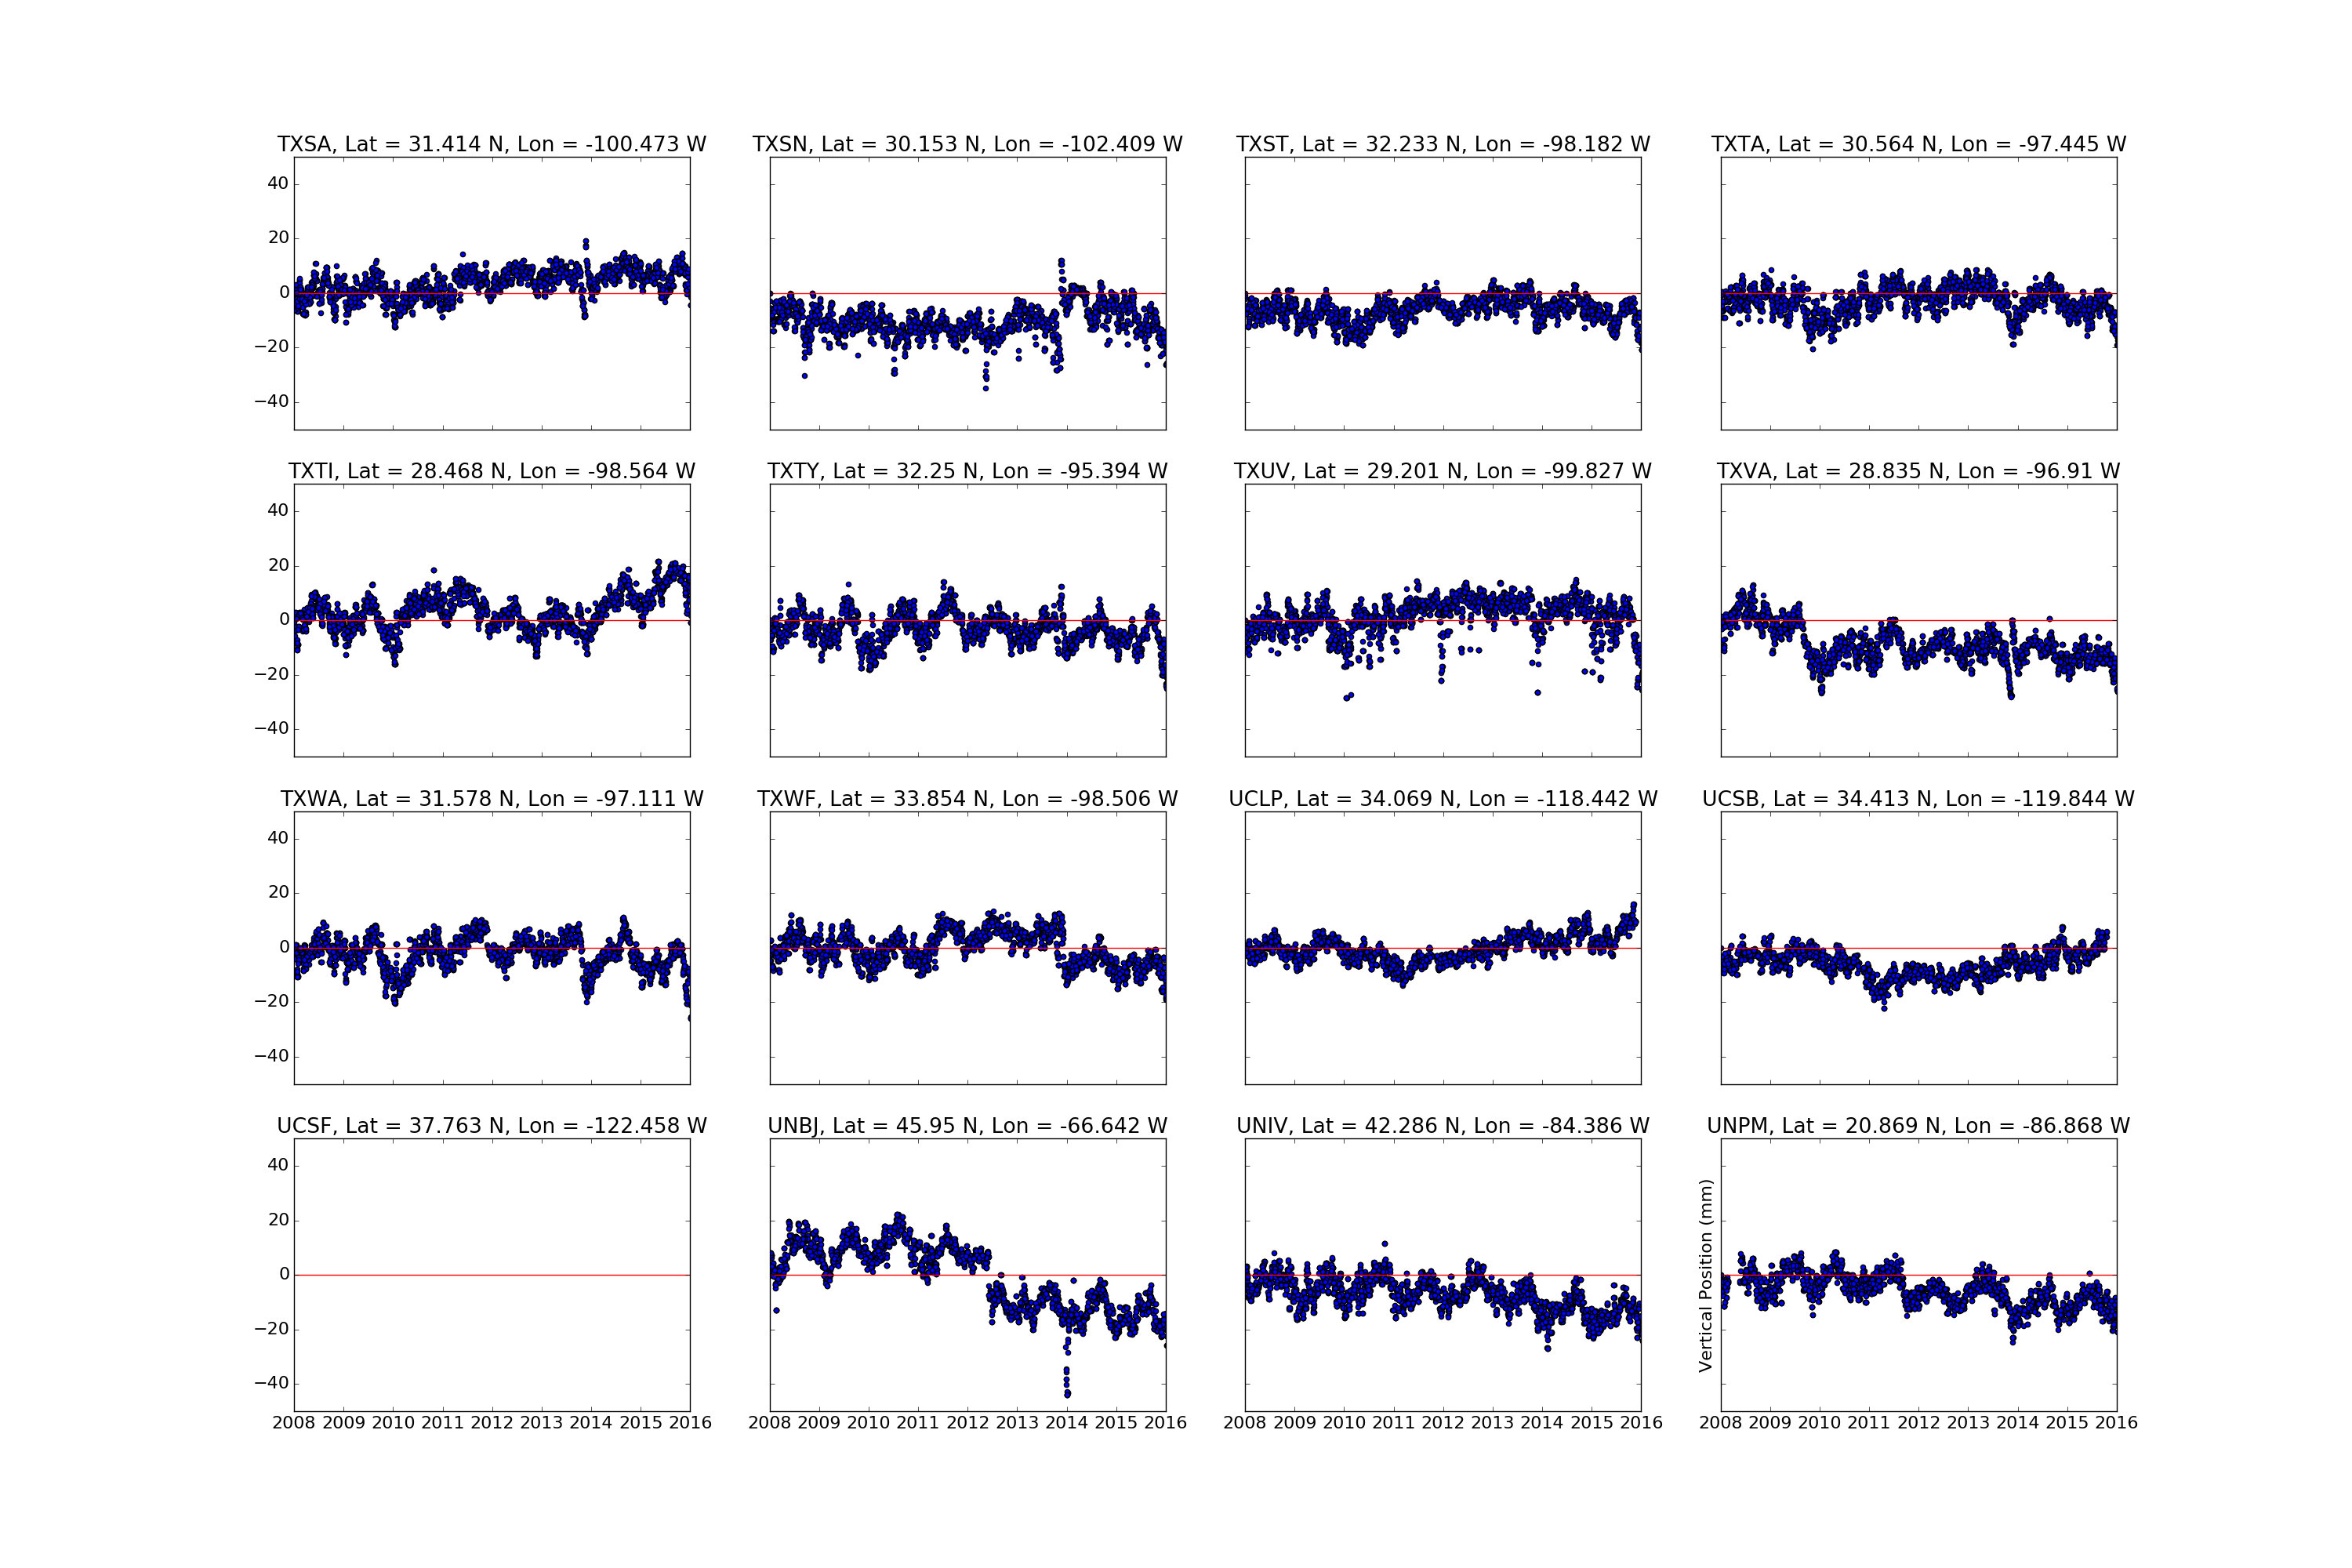 TXSA, Lat = 31.414 N, Lon = -100.473 W
TXSN, Lat = 30.153 N, Lon = -102.409 W
TXST, Lat = 32.233 N, Lon = -98.182 W
TXTA, Lat = 30.564 N, Lon = -97.445 W
40
20
0
−20
−40
TXTI, Lat = 28.468 N, Lon = -98.564 W
TXTY, Lat = 32.25 N, Lon = -95.394 W
TXUV, Lat = 29.201 N, Lon = -99.827 W
TXVA, Lat = 28.835 N, Lon = -96.91 W
40
20
0
−20
−40
TXWA, Lat = 31.578 N, Lon = -97.111 W
TXWF, Lat = 33.854 N, Lon = -98.506 W
UCLP, Lat = 34.069 N, Lon = -118.442 W
UCSB, Lat = 34.413 N, Lon = -119.844 W
40
20
0
−20
−40
UCSF, Lat = 37.763 N, Lon = -122.458 W
UNBJ, Lat = 45.95 N, Lon = -66.642 W
UNIV, Lat = 42.286 N, Lon = -84.386 W
UNPM, Lat = 20.869 N, Lon = -86.868 W
40
20
0
−20
−40
Vertical Position (mm)
2008 2009 2010 2011 2012 2013 2014 2015 2016
2008 2009 2010 2011 2012 2013 2014 2015 2016
2008 2009 2010 2011 2012 2013 2014 2015 2016
2008 2009 2010 2011 2012 2013 2014 2015 2016